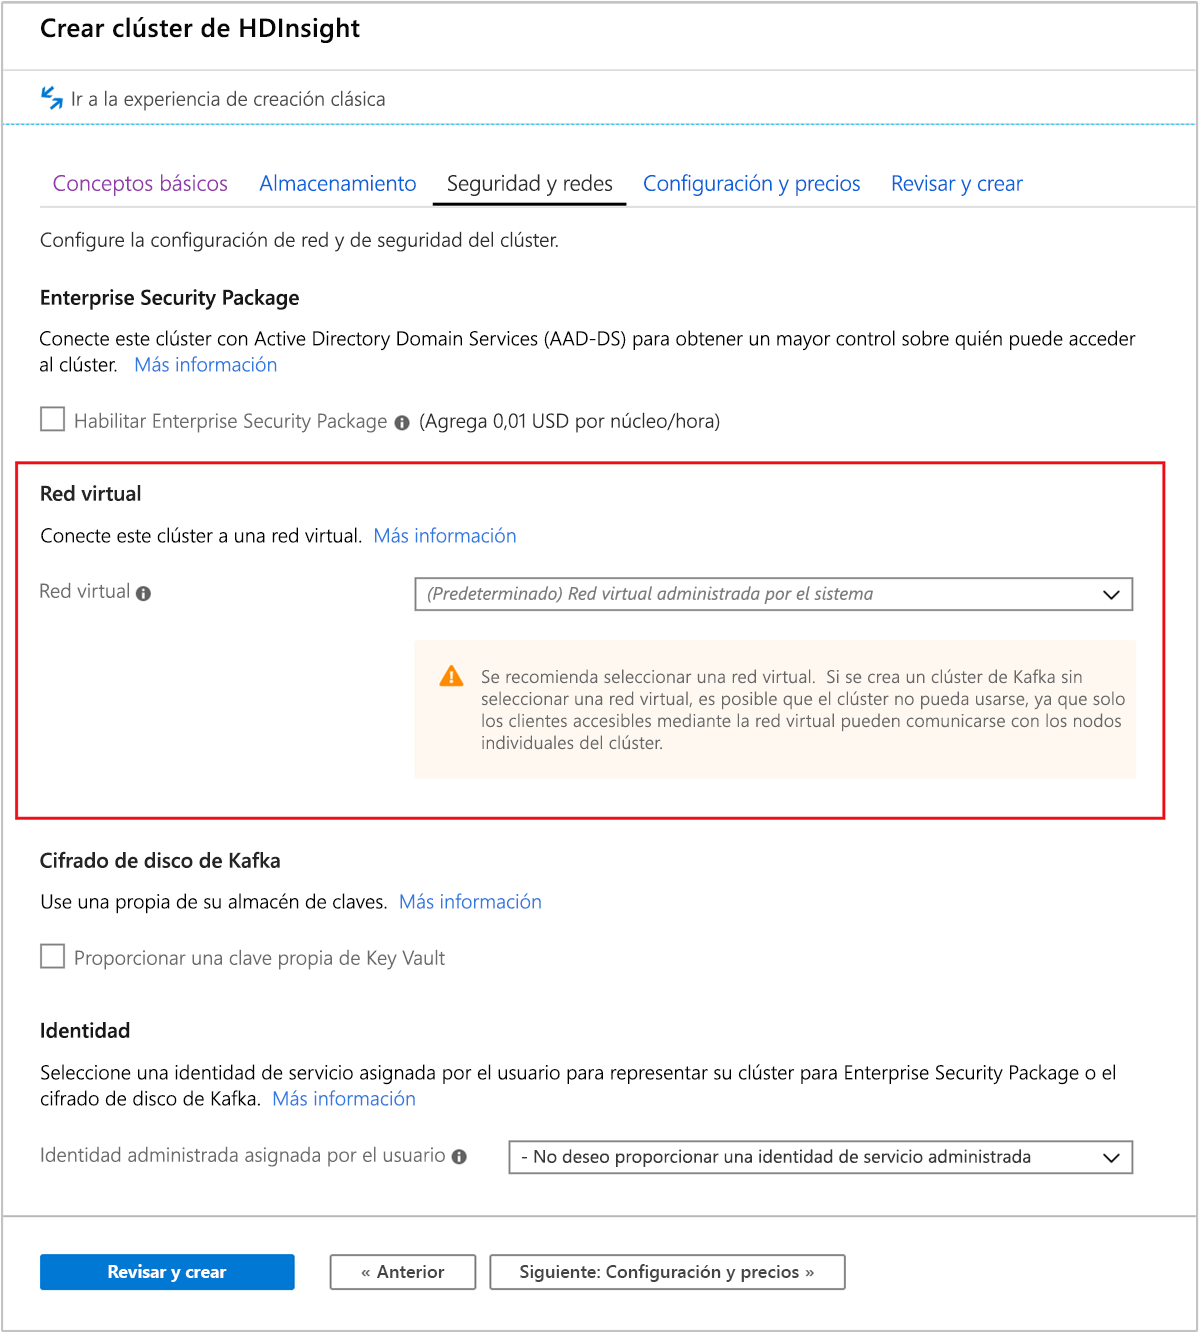 Crear clúster de HDInsight
Ir a la experiencia de creación clásica
Conceptos básicos Almacenamiento Seguridad y redes Configuración y precios Revisar y crear
Configure la configuración de red y de seguridad del clúster.
Enterprise Security Package
Conecte este clúster con Active Directory Domain Services (AAD-DS) para obtener un mayor control sobre quién puede acceder
al clúster. Más información
Habilitar Enterprise Security Package (Agrega 0,01 USD por núcleo/hora)
Red virtual
Conecte este clúster a una red virtual. Más información
Red virtual (Predeterminado) Red virtual administrada por el sistema
Se recomienda seleccionar una red virtual. Si se crea un clúster de Kafka sin
seleccionar una red virtual, es posible que el clúster no pueda usarse, ya que solo
los clientes accesibles mediante la red virtual pueden comunicarse con los nodos
individuales del clúster.
Cifrado de disco de Kafka
Use una propia de su almacén de claves. Más información
Proporcionar una clave propia de Key Vault
Identidad
Seleccione una identidad de servicio asignada por el usuario para representar su clúster para Enterprise Security Package o el
cifrado de disco de Kafka. Más información
Identidad administrada asignada por el usuario - No deseo proporcionar una identidad de servicio administrada
Revisar y crear « Anterior Siguiente: Configuración y precios »